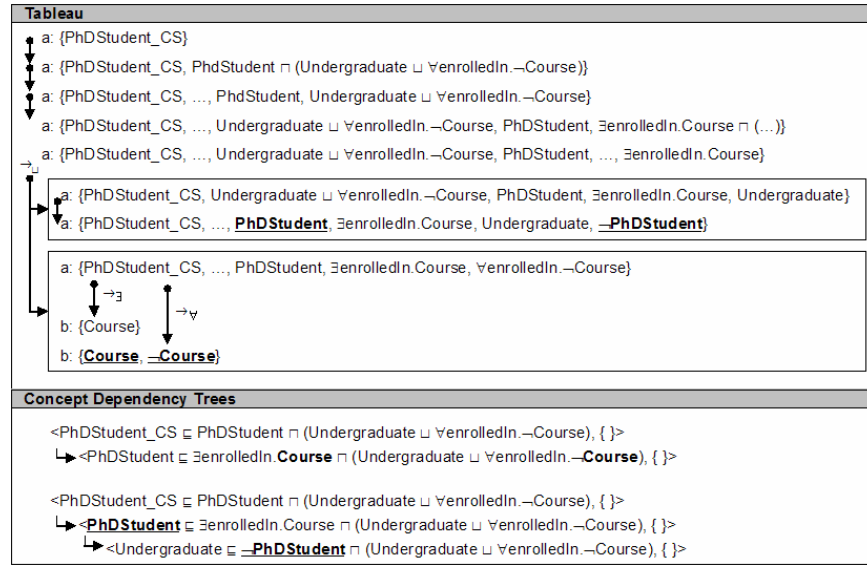 Tableau
a: {PhDStudent_CS}
a: {PhDStudent_CS, PhdStudent ⊓ (Undergraduate ⊔ ∀enrolledIn.¬Course)}
a: {PhDStudent_CS, ..., PhdStudent, Undergraduate ⊔ ∀enrolledIn.¬Course}
a: {PhDStudent_CS, ..., Undergraduate ⊔ ∀enrolledIn.¬Course, PhDStudent, ∃enrolledIn.Course ⊓ (...)}
a: {PhDStudent_CS, ..., Undergraduate ⊔ ∀enrolledIn.¬Course, PhDStudent, ..., ∃enrolledIn.Course}
→⊔
a: {PhDStudent_CS, Undergraduate ⊔ ∀enrolledIn.¬Course, PhDStudent, ∃enrolledIn.Course, Undergraduate}
a: {PhDStudent_CS, ..., PhDStudent, ∃enrolledIn.Course, Undergraduate, ¬PhDStudent}
a: {PhDStudent_CS, ..., PhDStudent, ∃enrolledIn.Course, ∀enrolledIn.¬Course}
→∃
→∀
b: {Course}
b: {Course, ¬Course}
Concept Dependency Trees
<PhDStudent_CS ⊑ PhDStudent ⊓ (Undergraduate ⊔ ∀enrolledIn.¬Course), { }>
<PhDStudent ⊑ ∃enrolledIn.Course ⊓ (Undergraduate ⊔ ∀enrolledIn.¬Course), { }>
<PhDStudent_CS ⊑ PhDStudent ⊓ (Undergraduate ⊔ ∀enrolledIn.¬Course), { }>
<PhDStudent ⊑ ∃enrolledIn.Course ⊓ (Undergraduate ⊔ ∀enrolledIn.¬Course), { }>
<Undergraduate ⊑ ¬PhDStudent ⊓ (Undergraduate ⊔ ∀enrolledIn.¬Course), { }>